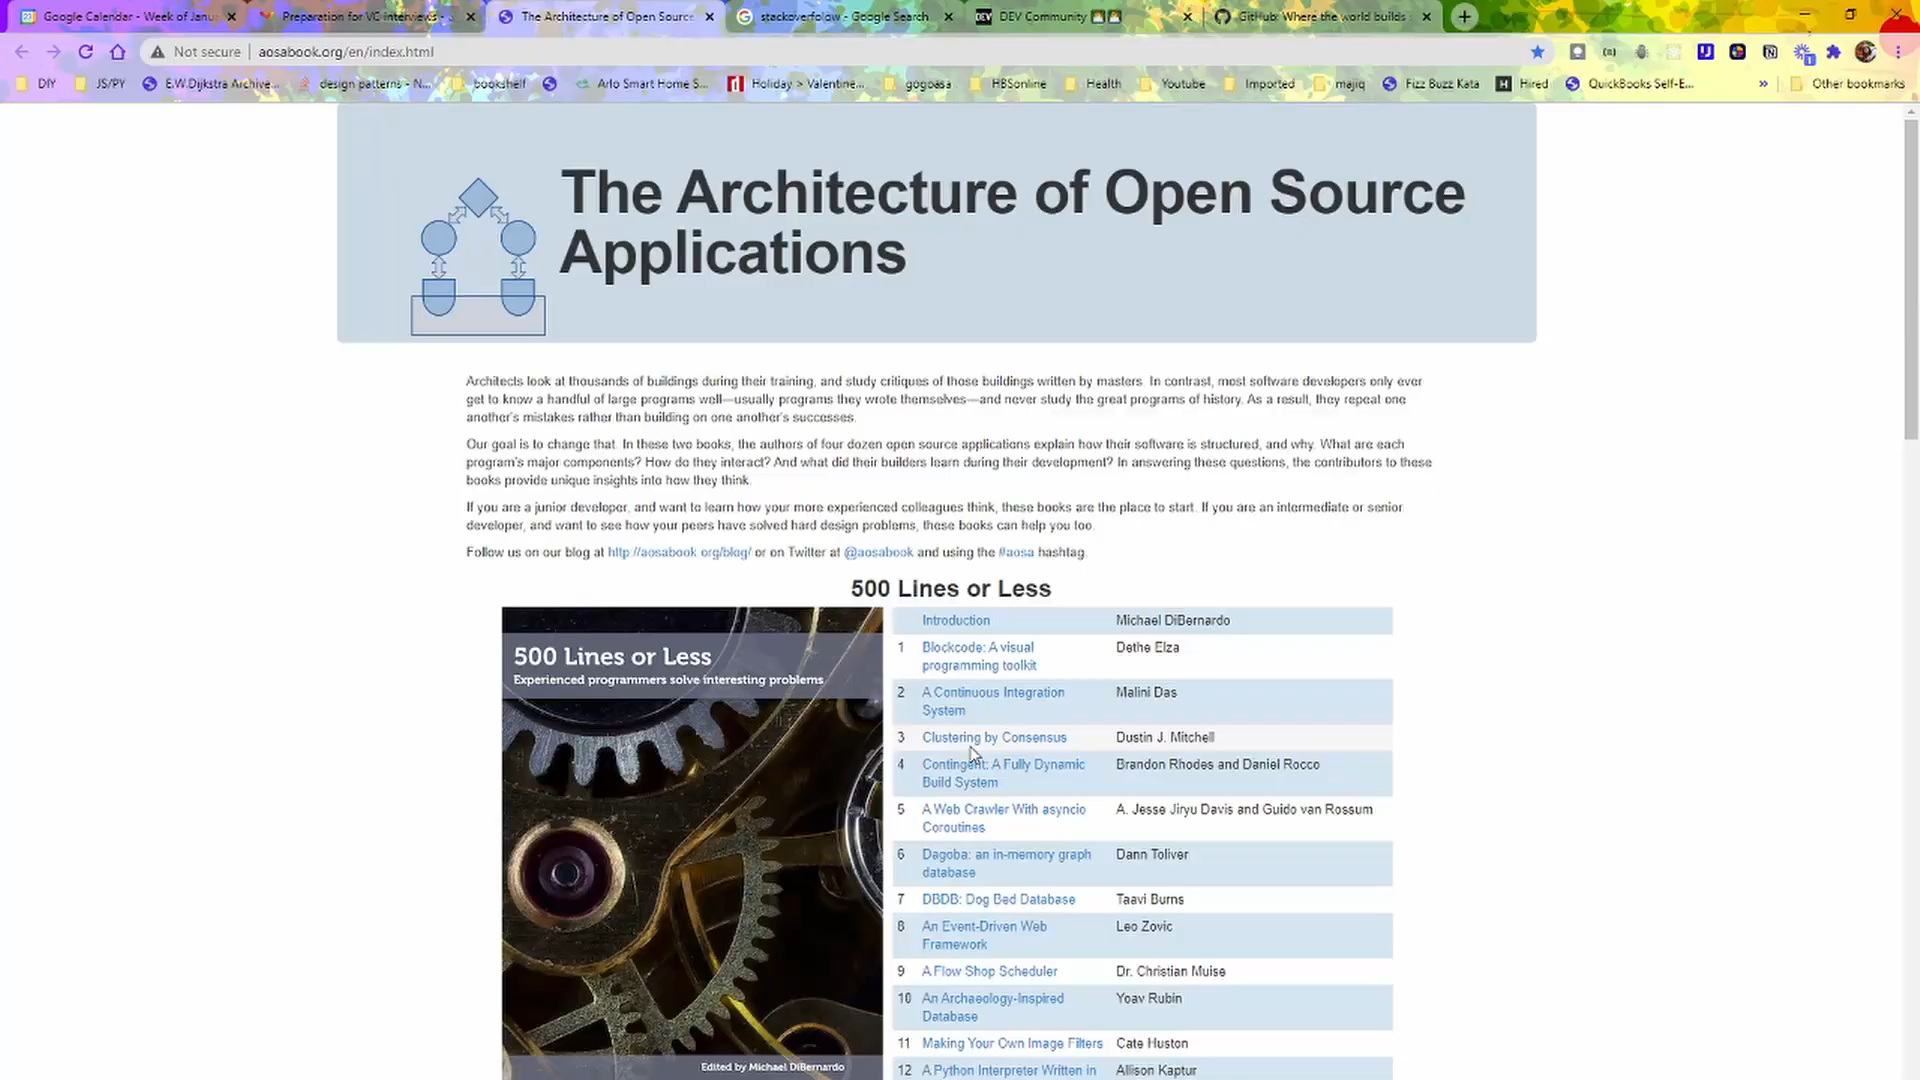 Google Calendar - Week of Janu
Preparation for VC Interviews - S
The Architecture of Open Source
stackoverfolow - Google Search
DEV Community
GitHub: Where the world builds s
Not secure
aosabook.org/en/index.html
DIY
JS/PY
E.W.Dijkstra Archive...
design patterns - N...
bookshelf
Arlo Smart Home S...
Holiday > Valentine...
gogoasa
HBSonline
Health
Youtube
Imported
majiq
Fizz Buzz Kata
Hired
QuickBooks Self-E...
»
Other bookmarks
The Architecture of Open Source
Applications
Architects look at thousands of buildings during their training, and study critiques of those buildings written by masters. In contrast, most software developers only ever
get to know a handful of large programs well—usually programs they wrote themselves—and never study the great programs of history. As a result, they repeat one
another's mistakes rather than building on one another's successes.
Our goal is to change that. In these two books, the authors of four dozen open source applications explain how their software is structured, and why. What are each
program's major components? How do they interact? And what did their builders learn during their development? In answering these questions, the contributors to these
books provide unique insights into how they think.
If you are a junior developer, and want to learn how your more experienced colleagues think, these books are the place to start. If you are an intermediate or senior
developer, and want to see how your peers have solved hard design problems, these books can help you too.
Follow us on our blog at http://aosabook.org/blog/ or on Twitter at @aosabook and using the #aosa hashtag.
500 Lines or Less
500 Lines or Less
Experienced programmers solve interesting problems
Edited by Michael DiBernardo
Introduction Michael DiBernardo
1 Blockcode: A visual Dethe Elza
programming toolkit
2 A Continuous Integration Malini Das
System
3 Clustering by Consensus Dustin J. Mitchell
4 Contingent: A Fully Dynamic Brandon Rhodes and Daniel Rocco
Build System
5 A Web Crawler With asyncio A. Jesse Jiryu Davis and Guido van Rossum
Coroutines
6 Dagoba: an in-memory graph Dann Toliver
database
7 DBDB: Dog Bed Database Taavi Burns
8 An Event-Driven Web Leo Zovic
Framework
9 A Flow Shop Scheduler Dr. Christian Muise
10 An Archaeology-Inspired Yoav Rubin
Database
11 Making Your Own Image Filters Cate Huston
12 A Python Interpreter Written in Allison Kaptur